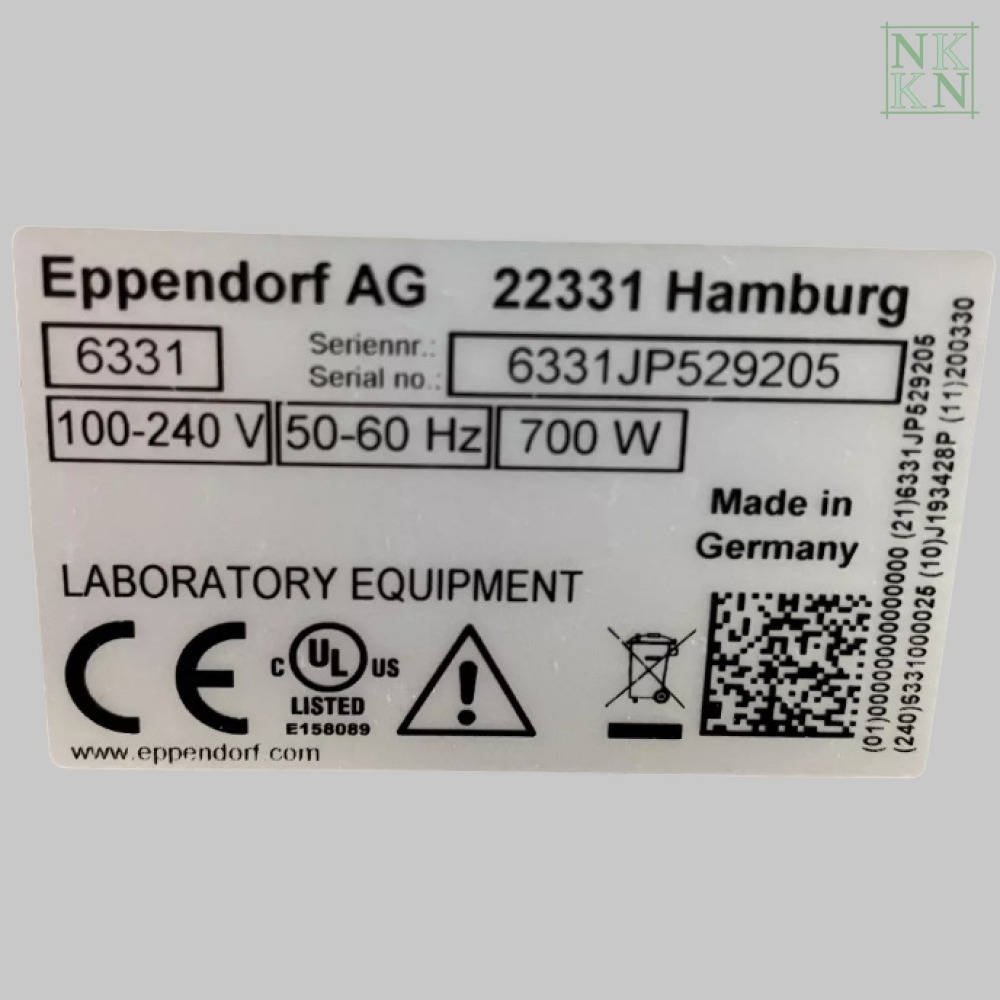 NK
KN
Eppendorf AG 22331 Hamburg
6331
Seriennr.:
Serial no.:
6331JP529205
100-240 V 50-60 Hz 700 W
Made in
Germany
LABORATORY EQUIPMENT
CE
C UL US
LISTED
E158089
www.eppendorf.com
(01)00000000000000 (21)6331JP529205
(240)6331000025 (10)J193428P (11)200330